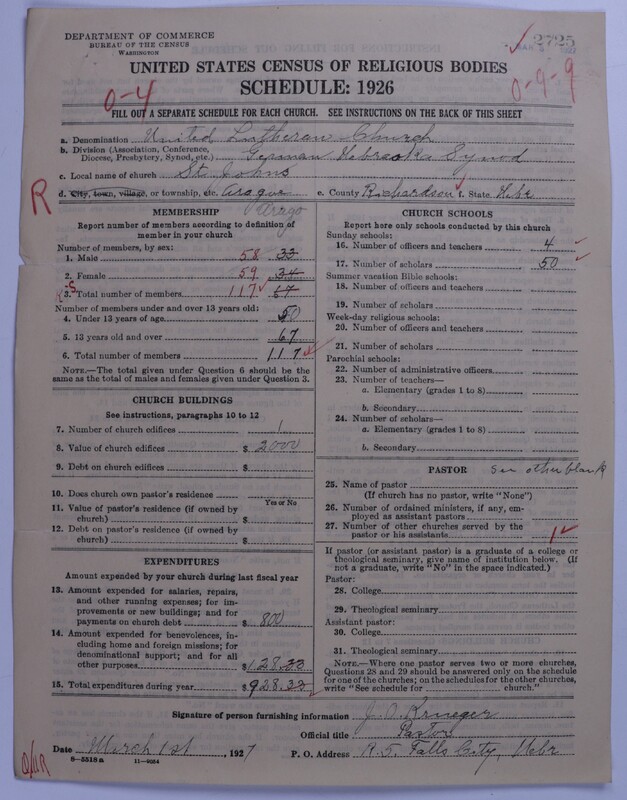 DEPARTMENT OF COMMERCE
BUREAU OF THE CENSUS
WASHINGTON
2725
UNITED STATES CENSUS OF RELIGIOUS BODIES
SCHEDULE: 1926
0-4
0-9-9
FILL OUT A SEPARATE SCHEDULE FOR EACH CHURCH. SEE INSTRUCTIONS ON THE BACK OF THIS SHEET
a. Denomination United Lutheran Church
b. Division (Association, Conference, Diocese, Presbytery, Synod, etc.) German Nebraska Synod
c. Local name of church St. Johns
R
d. City, town, village, or township, etc. Aragua e. County Richardson f. State Nebr
Arago
MEMBERSHIP
Report number of members according to definition of member in your church
Number of members, by sex:
1. Male 58 33
2. Female 59 34
3. Total number of members 117 67
Number of members under and over 13 years old:
4. Under 13 years of age 50
5. 13 years old and over 67
6. Total number of members 117
NOTE.—The total given under Question 6 should be the same as the total of males and females given under Question 3.
CHURCH BUILDINGS
See instructions, paragraphs 10 to 12
7. Number of church edifices 1
8. Value of church edifices $ 2000
9. Debt on church edifices $
10. Does church own pastor's residence
Yes or No
11. Value of pastor's residence (if owned by church) $
12. Debt on pastor's residence (if owned by church) $
EXPENDITURES
Amount expended by your church during last fiscal year
13. Amount expended for salaries, repairs, and other running expenses; for improvements or new buildings; and for payments on church debt $ 800
14. Amount expended for benevolences, including home and foreign missions; for denominational support; and for all other purposes $ 128.33
15. Total expenditures during year $ 928.33
CHURCH SCHOOLS
Report here only schools conducted by this church
Sunday schools:
16. Number of officers and teachers 4
17. Number of scholars 50
Summer vacation Bible schools:
18. Number of officers and teachers
19. Number of scholars
Week-day religious schools:
20. Number of officers and teachers
21. Number of scholars
Parochial schools:
22. Number of administrative officers
23. Number of teachers—
a. Elementary (grades 1 to 8)
b. Secondary
24. Number of scholars—
a. Elementary (grades 1 to 8)
b. Secondary
PASTOR See other blank
25. Name of pastor
(If church has no pastor, write "None")
26. Number of ordained ministers, if any, employed as assistant pastors
27. Number of other churches served by the pastor or his assistants 1
If pastor (or assistant pastor) is a graduate of a college or theological seminary, give name of institution below. (If not a graduate, write "No" in the space indicated.)
Pastor:
28. College
29. Theological seminary
Assistant pastor:
30. College
31. Theological seminary
NOTE.—Where one pastor serves two or more churches, Questions 28 and 29 should be answered only on the schedule for one of the churches; on the schedules for the other churches, write "See schedule for church."
Signature of person furnishing information J. O. Krueger
Official title Pastor
Date March 1st, 1927 P. O. Address R. 5. Falls City, Nebr
8-5518a 11-9064